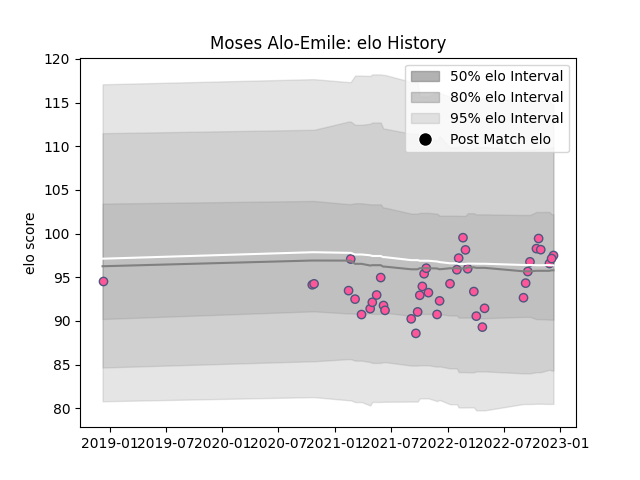 Moses Alo-Emile: elo History
120
115
110
105
100
95
90
85
80
elo score
50% elo Interval
80% elo Interval
95% elo Interval
Post Match elo
2019-01 2019-07 2020-01 2020-07 2021-01 2021-07 2022-01 2022-07 2023-01